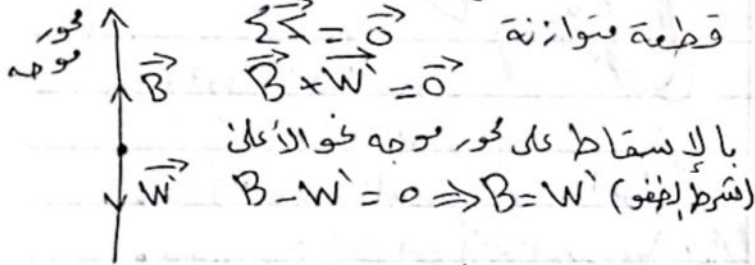 قطعة متوازنة ΣF⃗ = 0⃗
محور موجه
B⃗ + W⃗` = 0⃗
B⃗
بالإسقاط على محور موجه نحو الأعلى
W⃗`
B - W` = 0 ⇒ B = W` (شرط الطفو)